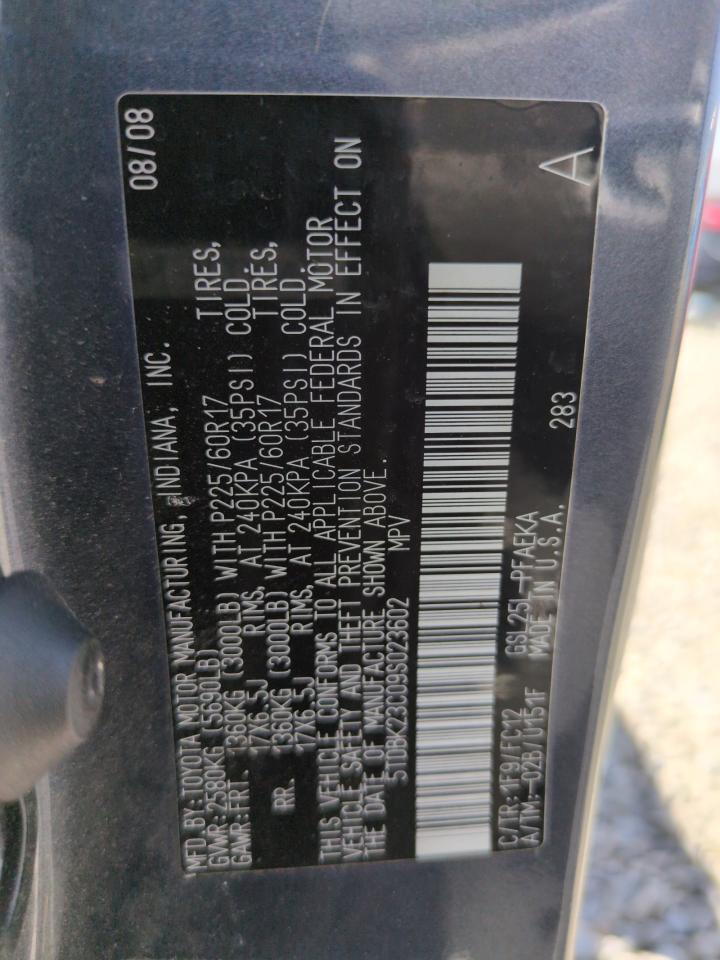 MFD BY:TOYOTA MOTOR MANUFACTURING, INDIANA, INC. 08/08
GVWR:2580KG (5690LB)
GAWR:FRT. 1360KG (3000LB) WITH P225/60R17 TIRES,
17X6.5J RIMS, AT 240KPA (35PSI) COLD.
RR. 1360KG (3000LB) WITH P225/60R17 TIRES,
17X6.5J RIMS, AT 240KPA (35PSI) COLD.
THIS VEHICLE CONFORMS TO ALL APPLICABLE FEDERAL MOTOR
VEHICLE SAFETY AND THEFT PREVENTION STANDARDS IN EFFECT ON
THE DATE OF MANUFACTURE SHOWN ABOVE.
5TDBK23C09S023602 MPV
C/TR:1F9/FC12 GSL25L-PFAEKA
A/TM:-02B/U151F MADE IN U.S.A. 283
A